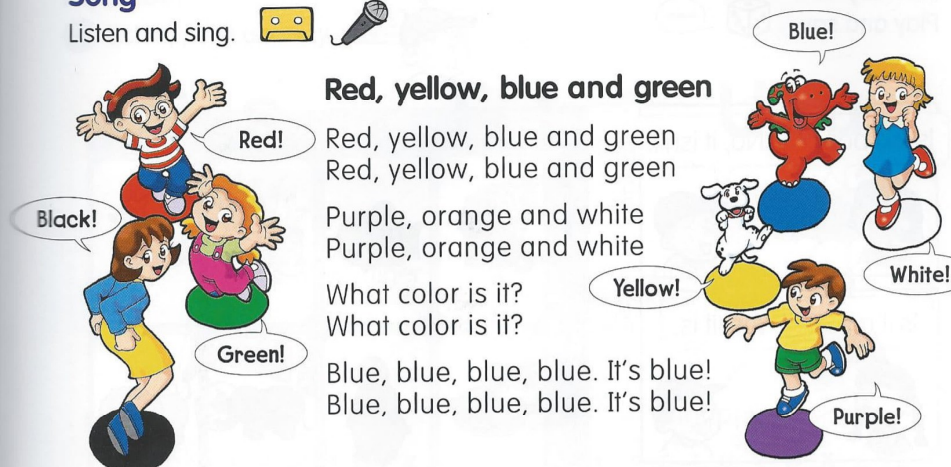 Song
Listen and sing.
Red, yellow, blue and green
Red, yellow, blue and green
Red, yellow, blue and green
Purple, orange and white
Purple, orange and white
What color is it?
What color is it?
Blue, blue, blue, blue. It's blue!
Blue, blue, blue, blue. It's blue!
Red!
Black!
Green!
Blue!
Yellow!
White!
Purple!